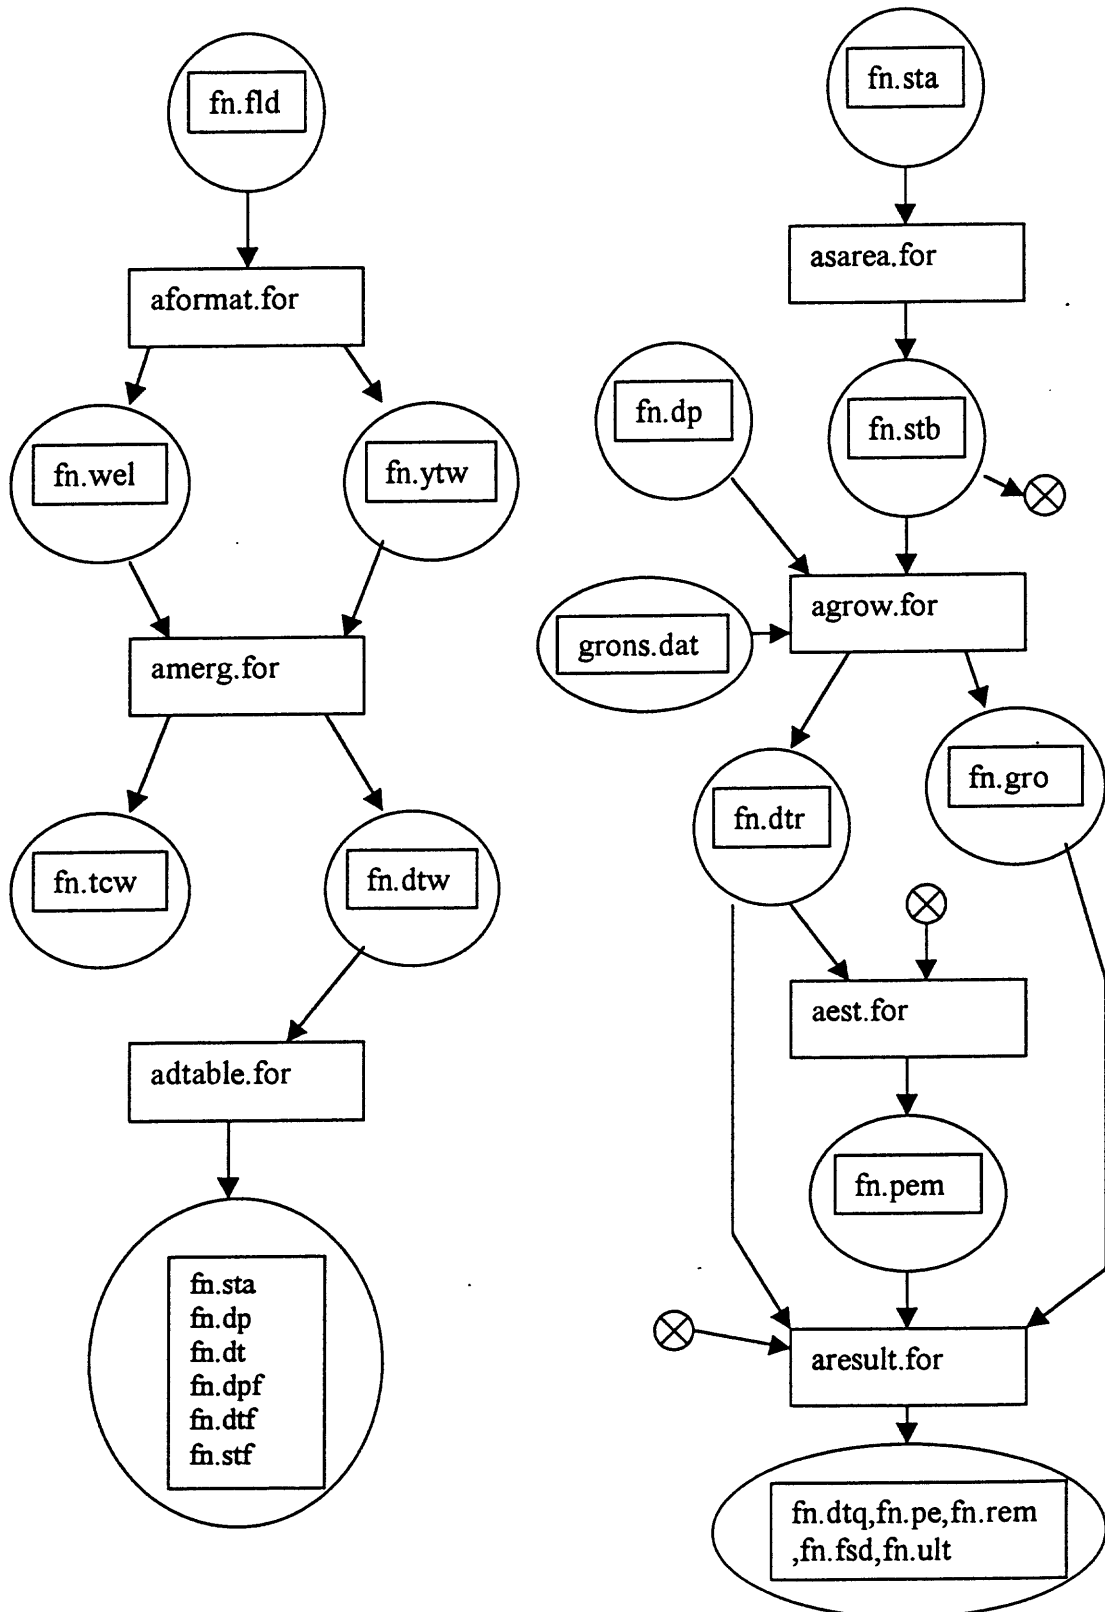 fn.fld
aformat.for
fn.wel
fn.ytw
amerg.for
fn.tcw
fn.dtw
adtable.for
fn.sta
fn.dp
fn.dt
fn.dpf
fn.dtf
fn.stf
fn.sta
asarea.for
fn.dp
fn.stb
grons.dat
agrow.for
fn.dtr
fn.gro
aest.for
fn.pem
aresult.for
fn.dtq,fn.pe,fn.rem
,fn.fsd,fn.ult